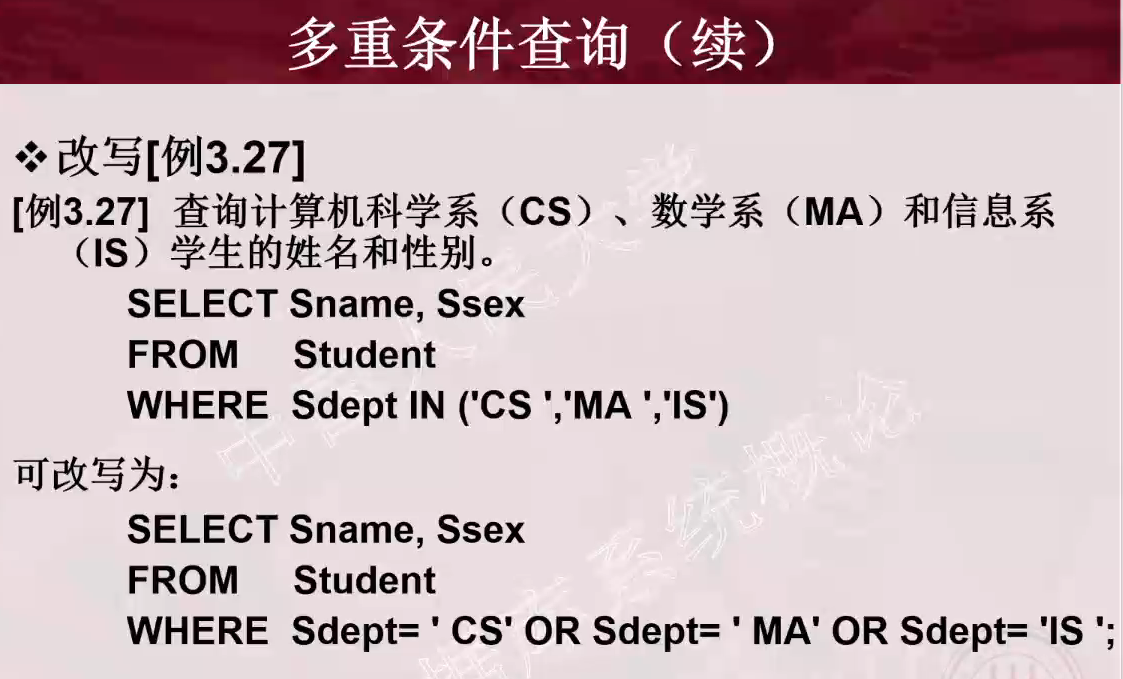 多重条件查询（续）
❖改写[例3.27]
[例3.27] 查询计算机科学系（CS）、数学系（MA）和信息系
（IS）学生的姓名和性别。
SELECT Sname, Ssex
FROM Student
WHERE Sdept IN ('CS ','MA ','IS')
可改写为：
SELECT Sname, Ssex
FROM Student
WHERE Sdept= ' CS' OR Sdept= ' MA' OR Sdept= 'IS ';